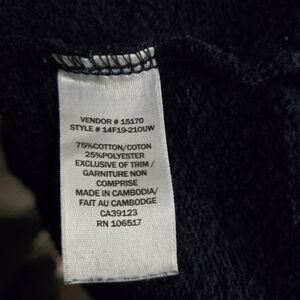 VENDOR # 15170
STYLE # 14F19-210UW
75%COTTON/COTON
25%POLYESTER
EXCLUSIVE OF TRIM /
GARNITURE NON
COMPRISE
MADE IN CAMBODIA/
FAIT AU CAMBODGE
CA39123
RN 106517